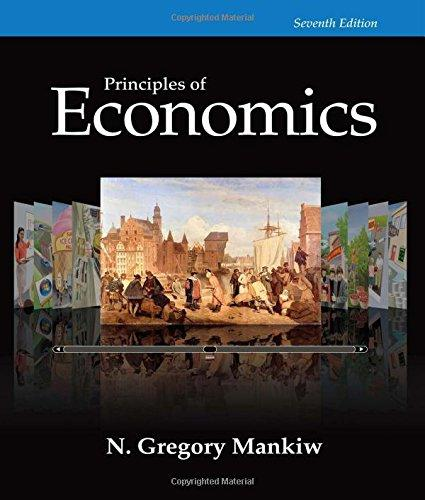 Seventh Edition
Principles of
Economics
N. Gregory Mankiw
Copyrighted Material